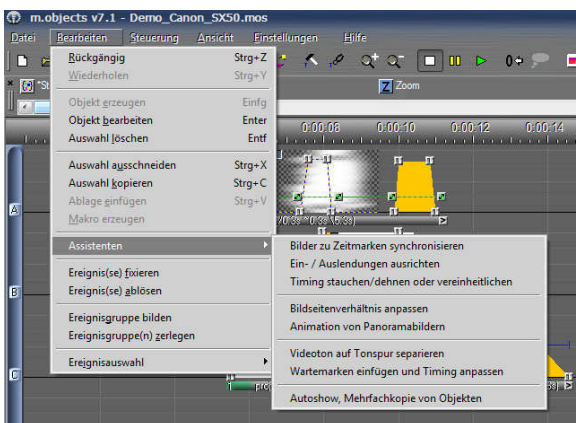 m.objects v7.1 - Demo_Canon_SX50.mos
Datei Bearbeiten Steuerung Ansicht Einstellungen Hilfe
Rückgängig Strg+Z
Wiederholen Strg+Y
Zoom
Objekt erzeugen Einfg
Objekt bearbeiten Enter
Auswahl löschen Entf
0:00:08 0:00:10 0:00:12 0:00:14
Auswahl ausschneiden Strg+X
Auswahl kopieren Strg+C
Ablage einfügen Strg+V
Makro erzeugen
A
Assistenten
Bilder zu Zeitmarken synchronisieren
Ein- / Auslendungen ausrichten
Timing stauchen/dehnen oder vereinheitlichen
Bildseitenverhältnis anpassen
Animation von Panoramabildern
Videoton auf Tonspur separieren
Wartemarken einfügen und Timing anpassen
Autoshow, Mehrfachkopie von Objekten
Ereignis(se) fixieren
Ereignis(se) ablösen
B
Ereignisgruppe bilden
Ereignisgruppe(n) zerlegen
Ereignisauswahl
C